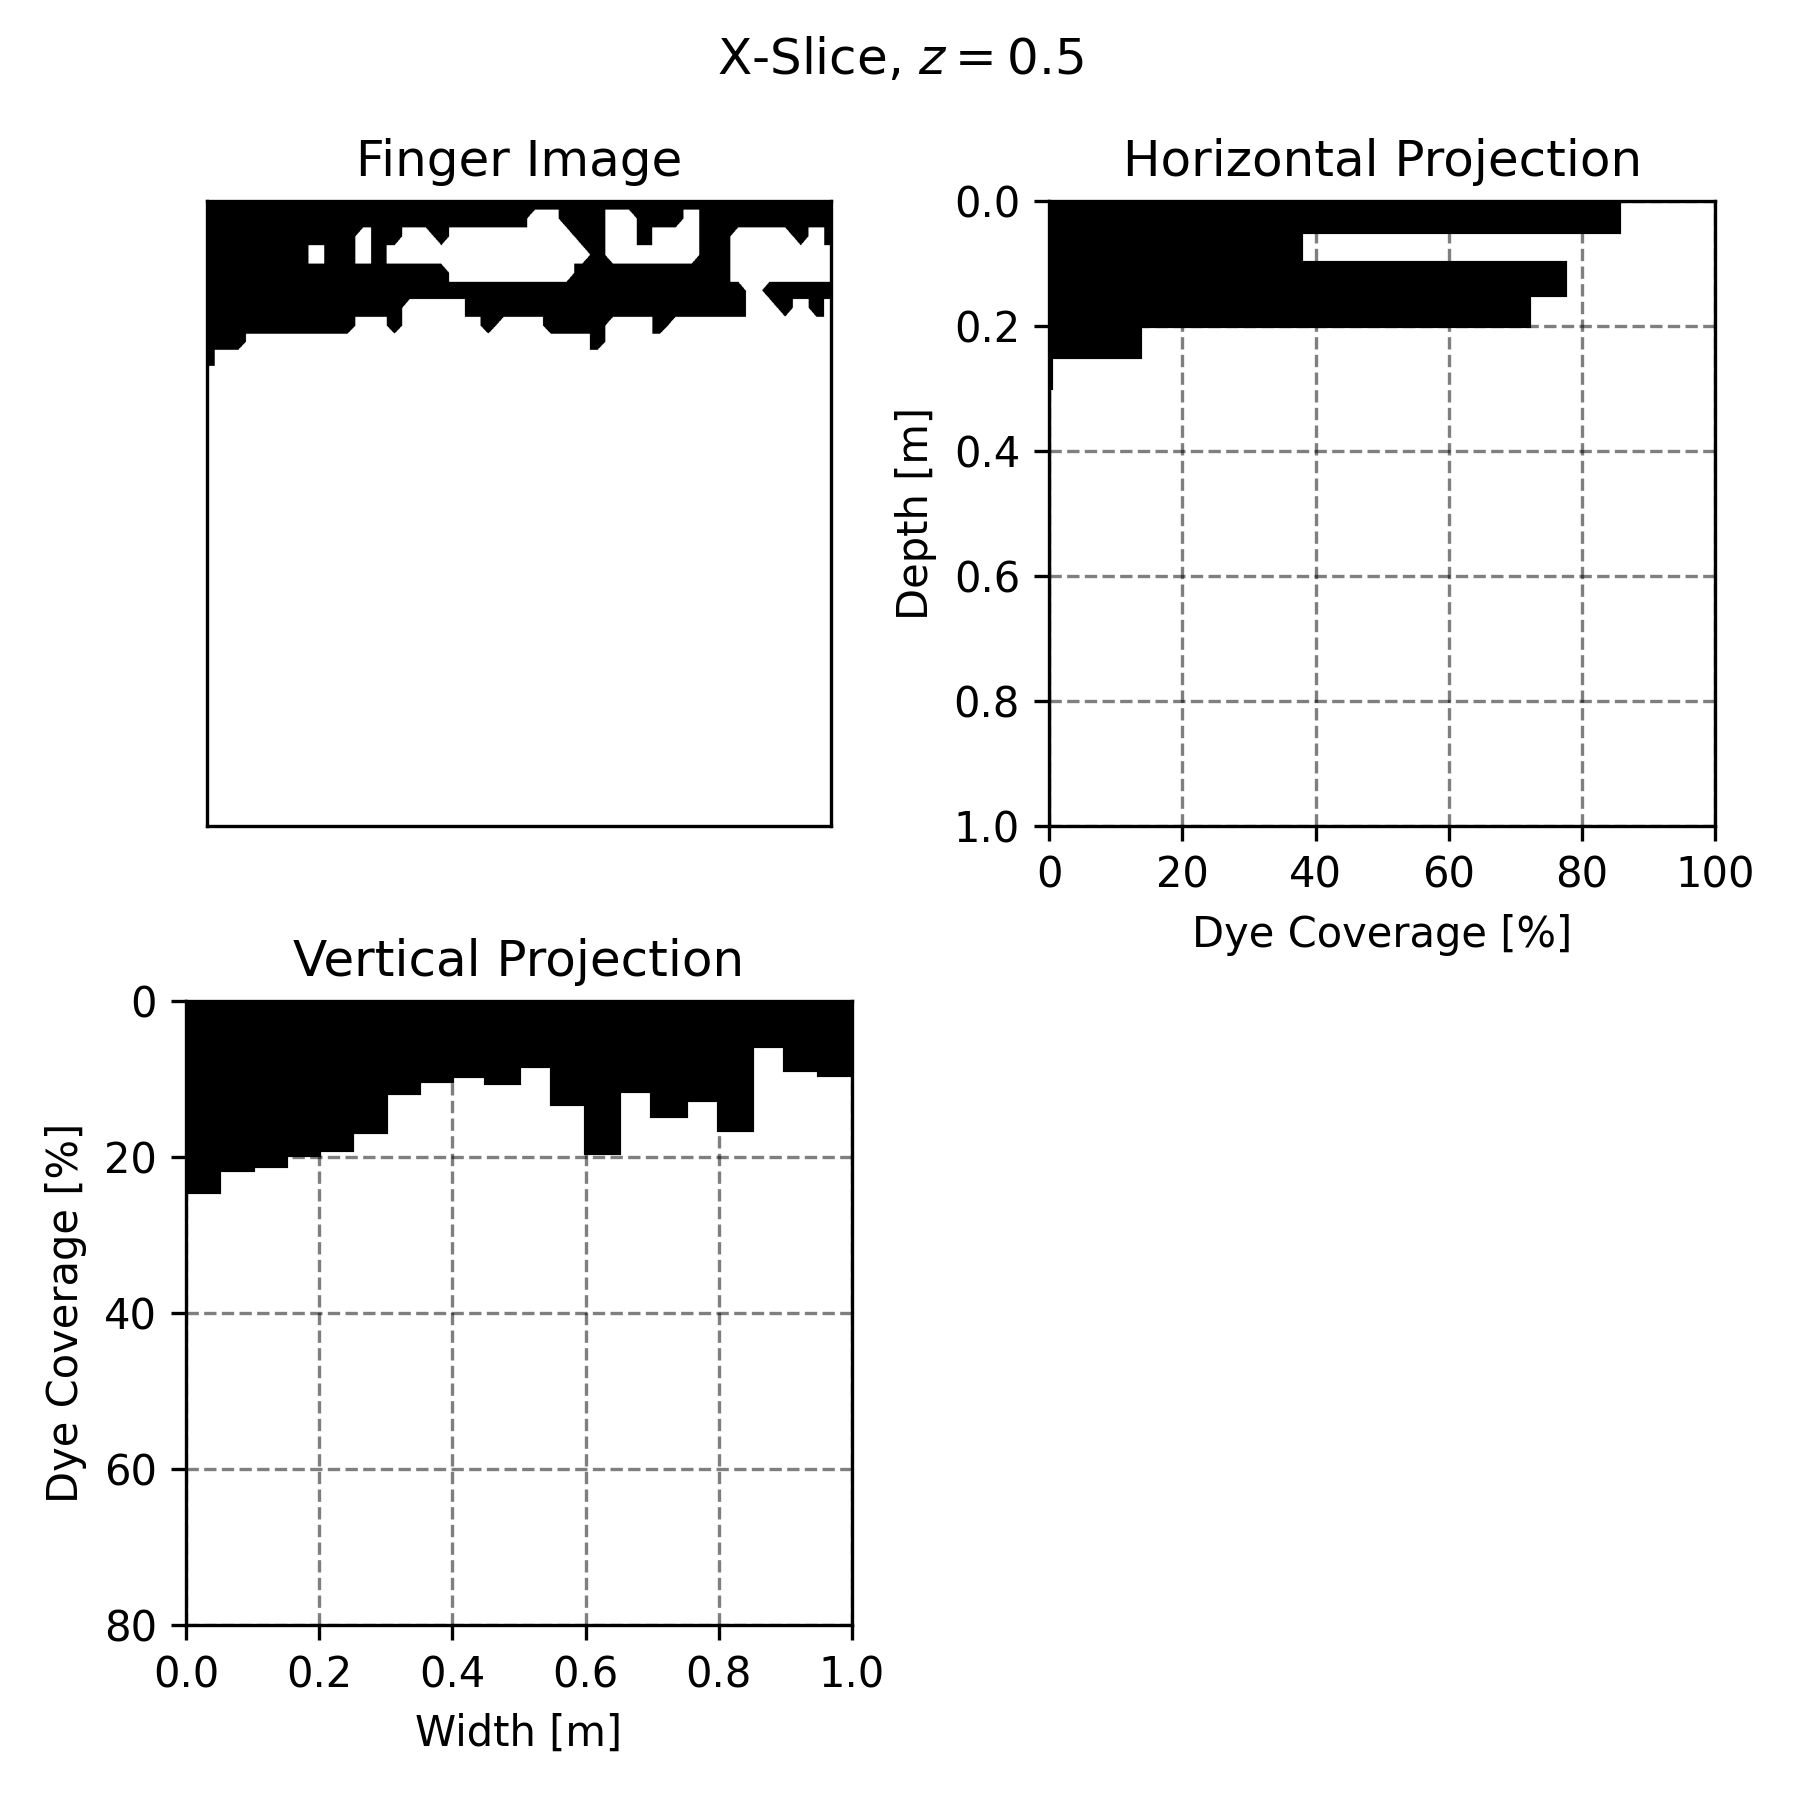 X-Slice, z = 0.5
Finger Image
Horizontal Projection
0.0
0.2
0.4
0.6
0.8
1.0
Depth [m]
0 20 40 60 80 100
Dye Coverage [%]
Vertical Projection
0
20
40
60
80
Dye Coverage [%]
0.0 0.2 0.4 0.6 0.8 1.0
Width [m]